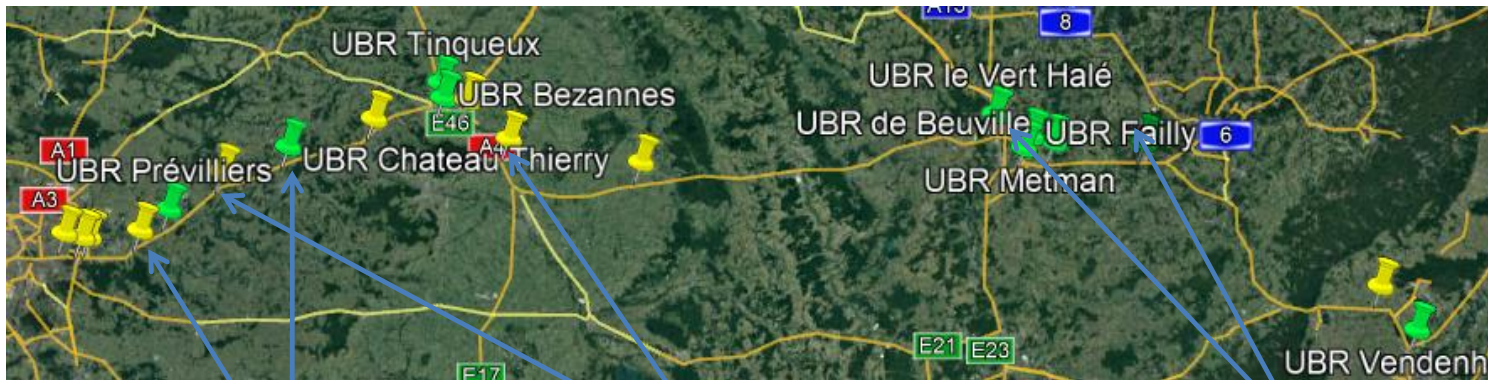 A13
8
UBR Tinqueux
UBR le Vert Halé
UBR Bezannes
E46
UBR de Beuville
UBR Failly
6
A1
A4
UBR Prévilliers
UBR Chateau Thierry
UBR Metman
A3
E21
E23
UBR Vendenh
E17